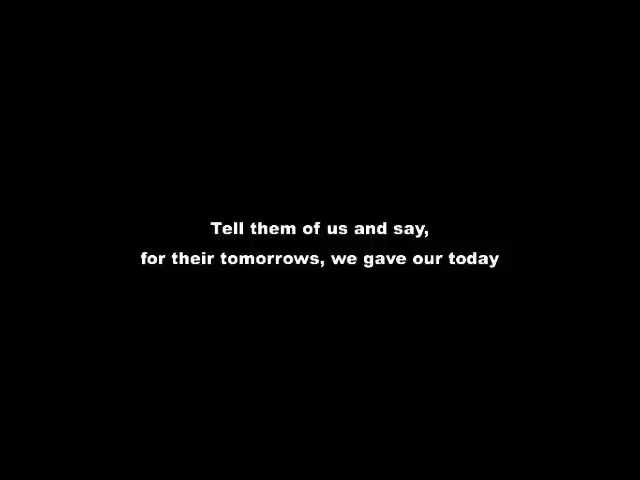 Tell them of us and say,
for their tomorrows, we gave our today